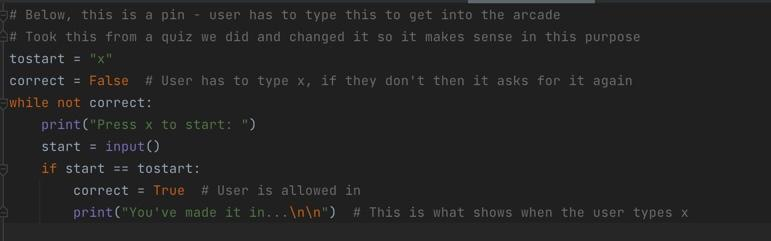 # Below, this is a pin - user has to type this to get into the arcade
# Took this from a quiz we did and changed it so it makes sense in this purpose
tostart = "x"
correct = False  # User has to type x, if they don't then it asks for it again
while not correct:
    print("Press x to start: ")
    start = input()
    if start == tostart:
        correct = True  # User is allowed in
        print("You've made it in...\n\n")  # This is what shows when the user types x